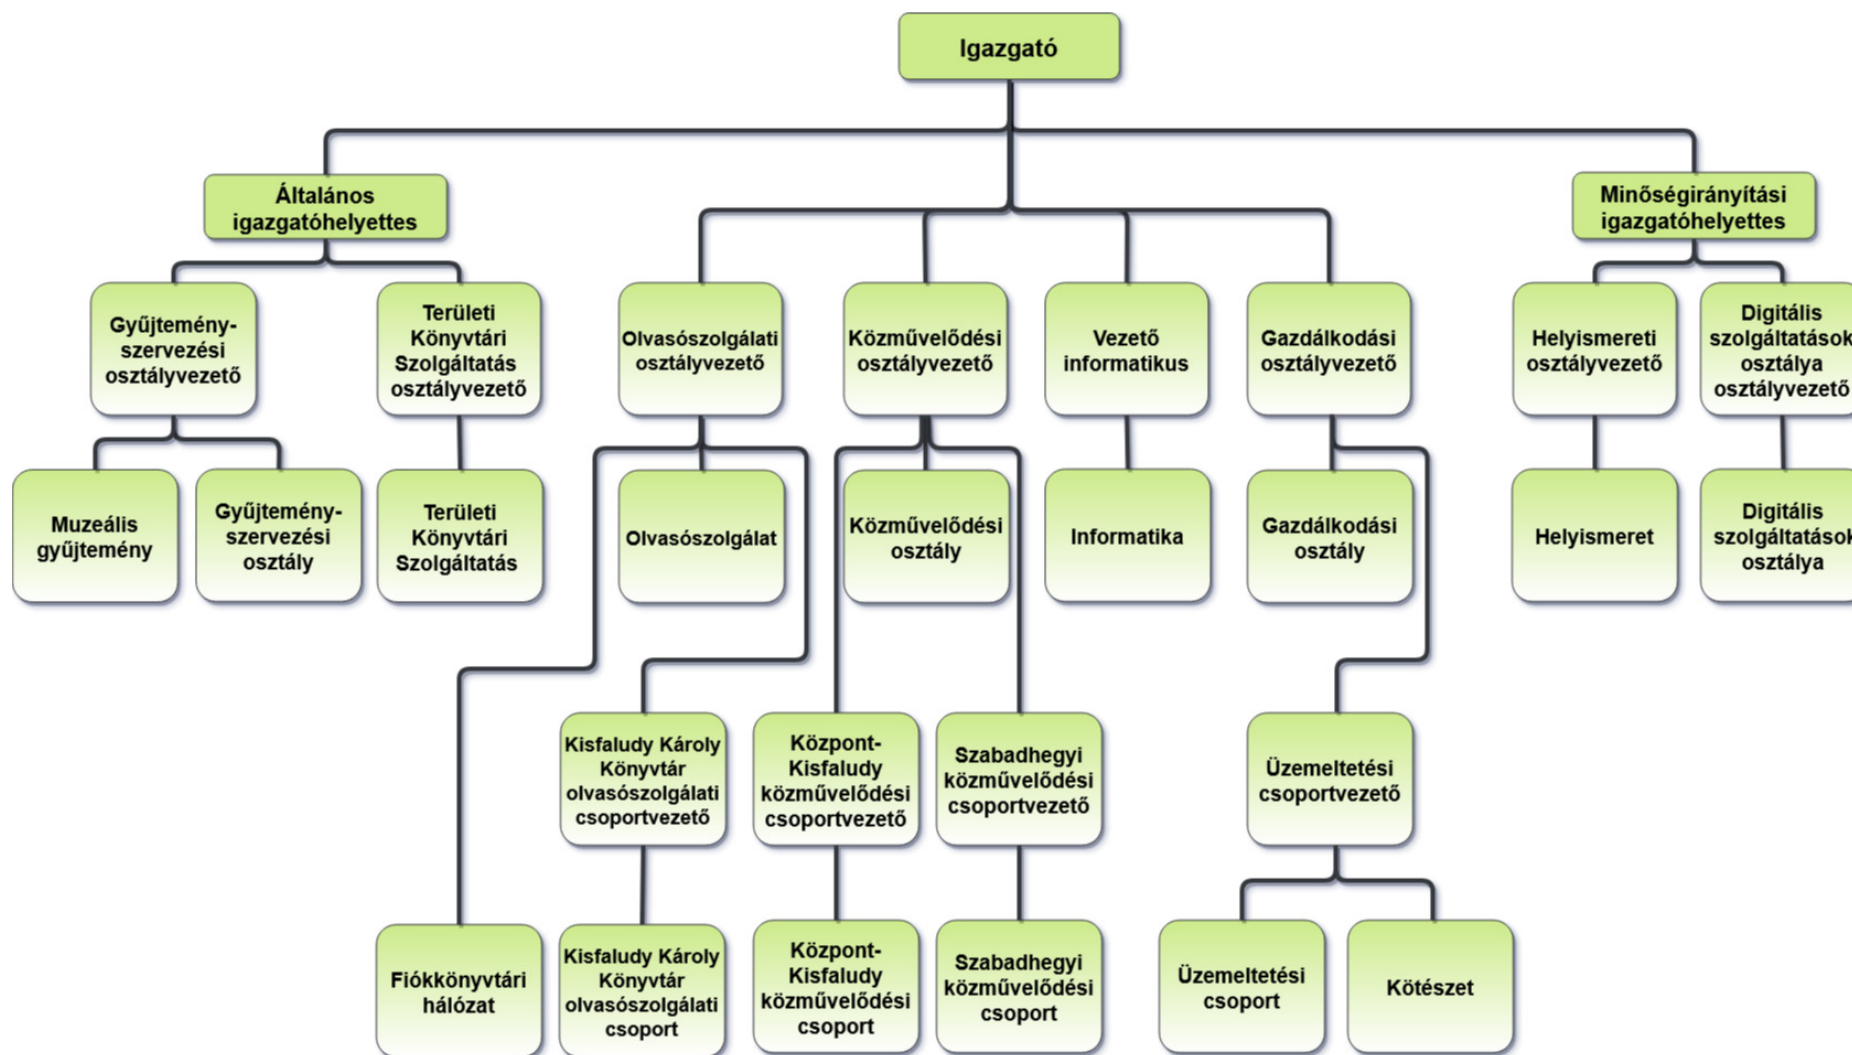 Igazgató
Általános
igazgatóhelyettes
Minőségirányítási
igazgatóhelyettes
Gyűjtemény-
szervezési
osztályvezető
Területi
Könyvtári
Szolgáltatás
osztályvezető
Olvasószolgálati
osztályvezető
Közművelődési
osztályvezető
Vezető
informatikus
Gazdálkodási
osztályvezető
Helyismereti
osztályvezető
Digitális
szolgáltatások
osztálya
osztályvezető
Muzeális
gyűjtemény
Gyűjtemény-
szervezési
osztály
Területi
Könyvtári
Szolgáltatás
Olvasószolgálat
Közművelődési
osztály
Informatika
Gazdálkodási
osztály
Helyismeret
Digitális
szolgáltatások
osztálya
Kisfaludy Károly
Könyvtár
olvasószolgálati
csoportvezető
Központ-
Kisfaludy
közművelődési
csoportvezető
Szabadhegyi
közművelődési
csoportvezető
Üzemeltetési
csoportvezető
Fiókkönyvtári
hálózat
Kisfaludy Károly
Könyvtár
olvasószolgálati
csoport
Központ-
Kisfaludy
közművelődési
csoport
Szabadhegyi
közművelődési
csoport
Üzemeltetési
csoport
Kötészet